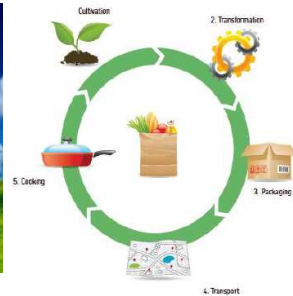 Cultivation
2. Transformation
3. Packaging
4. Transport
5. Cooking